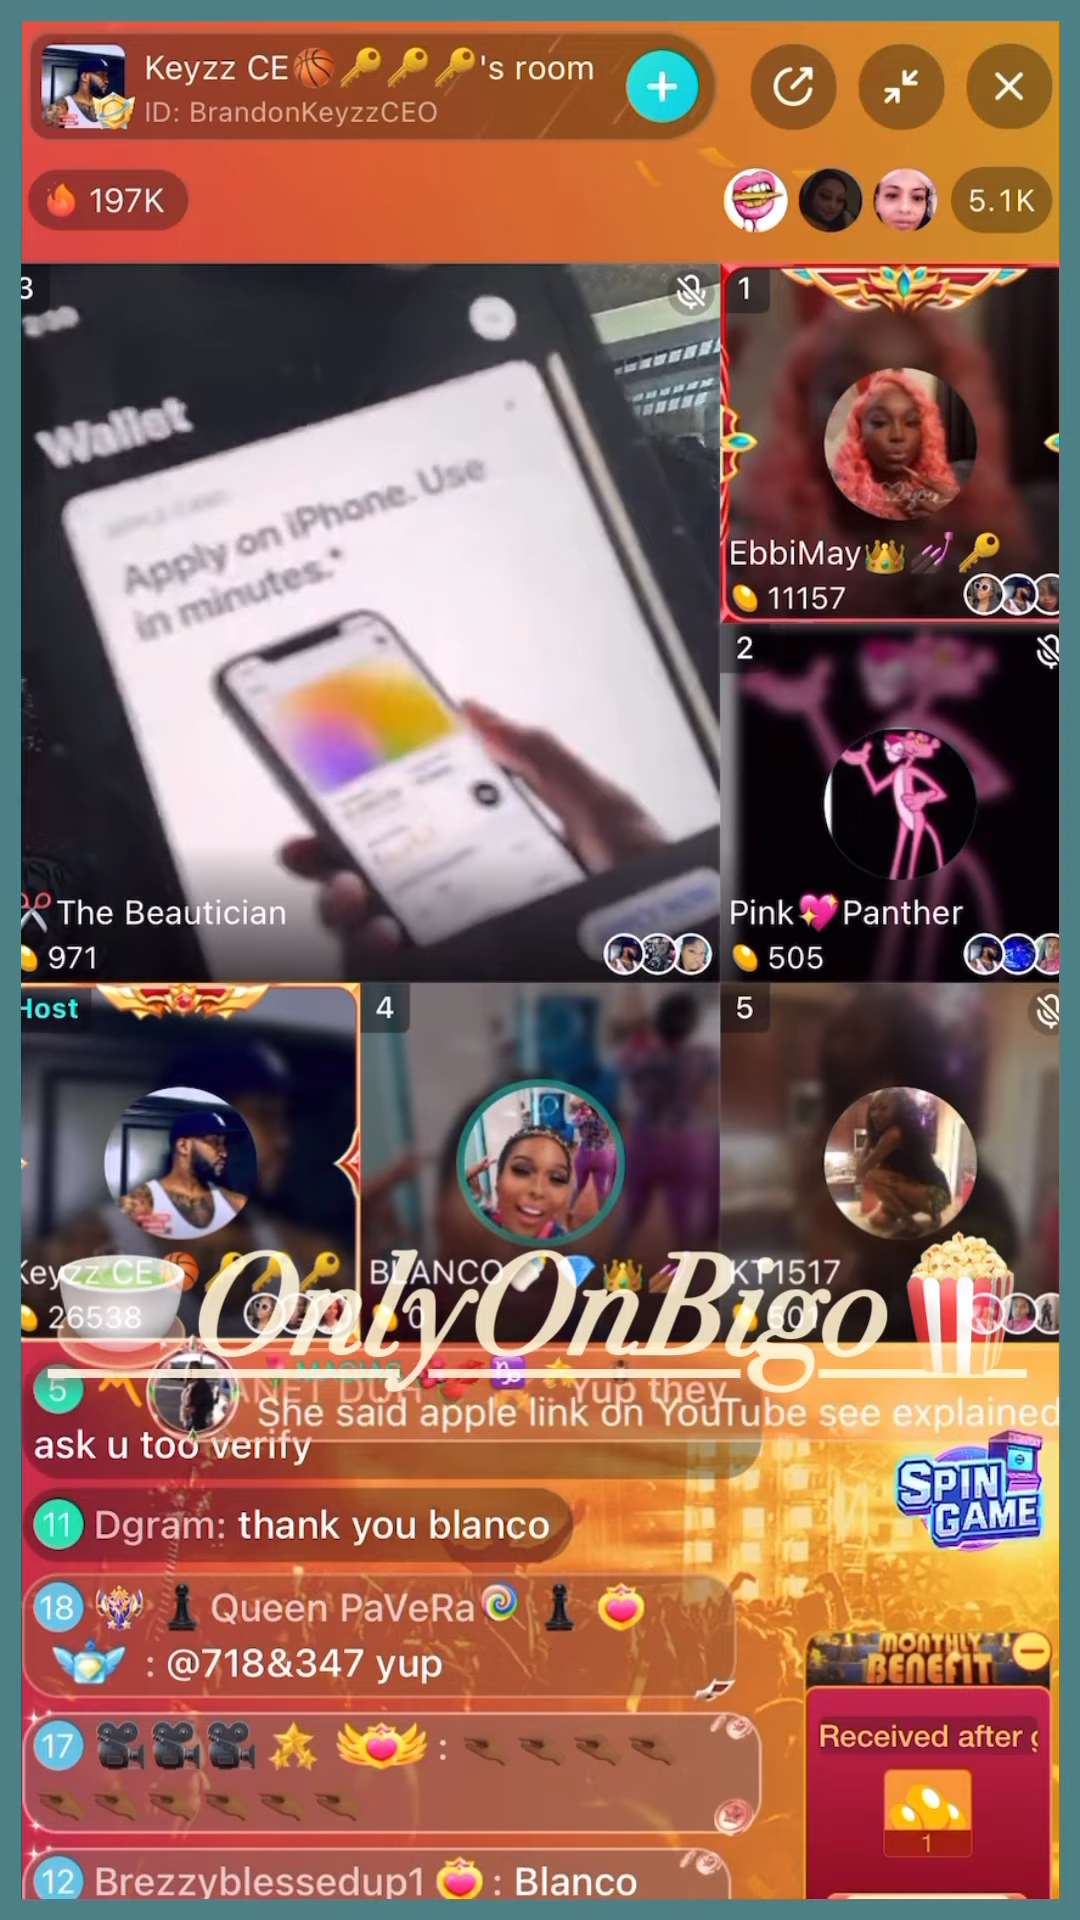 Keyzz CE🏀🔑🔑🔑's room
ID: BrandonKeyzzCEO
197K
5.1K
3
Wallet
Apply on iPhone. Use
in minutes.*
✂️The Beautician
971
1
EbbiMay👑💅🔑
11157
2
Pink💖Panther
505
Host
Keyzz CE🏀🔑🔑🔑
26538
4
BLANCO
0
5
KT1517
501
OnlyOnBigo
5
Yup they
She said apple link on YouTube see explained
ask u too verify
11 Dgram: thank you blanco
18 Queen PaVeRa🍭
: @718&347 yup
17
12 Brezzyblessedup1 : Blanco
SPIN
GAME
MONTHLY
BENEFIT
Received after
1